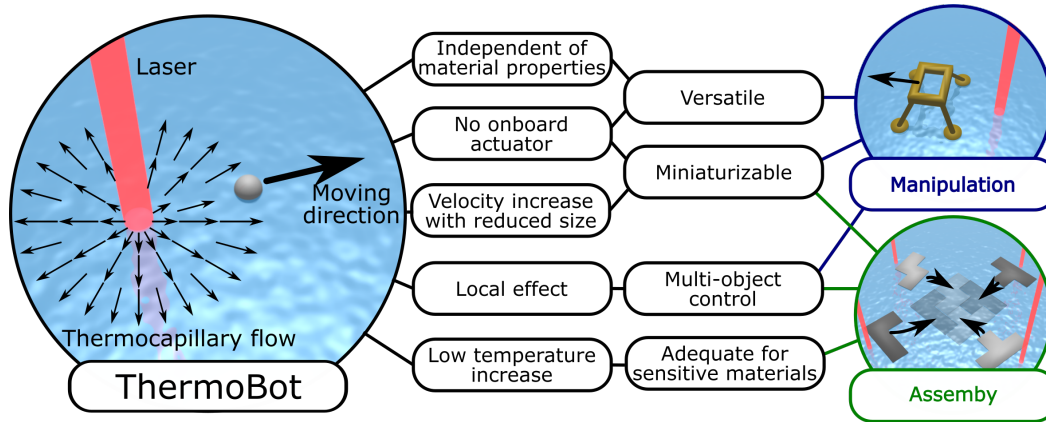 Laser
Moving
direction
Thermocapillary flow
ThermoBot
Independent of
material properties
No onboard
actuator
Velocity increase
with reduced size
Local effect
Low temperature
increase
Versatile
Miniaturizable
Multi-object
control
Adequate for
sensitive materials
Manipulation
Assemby